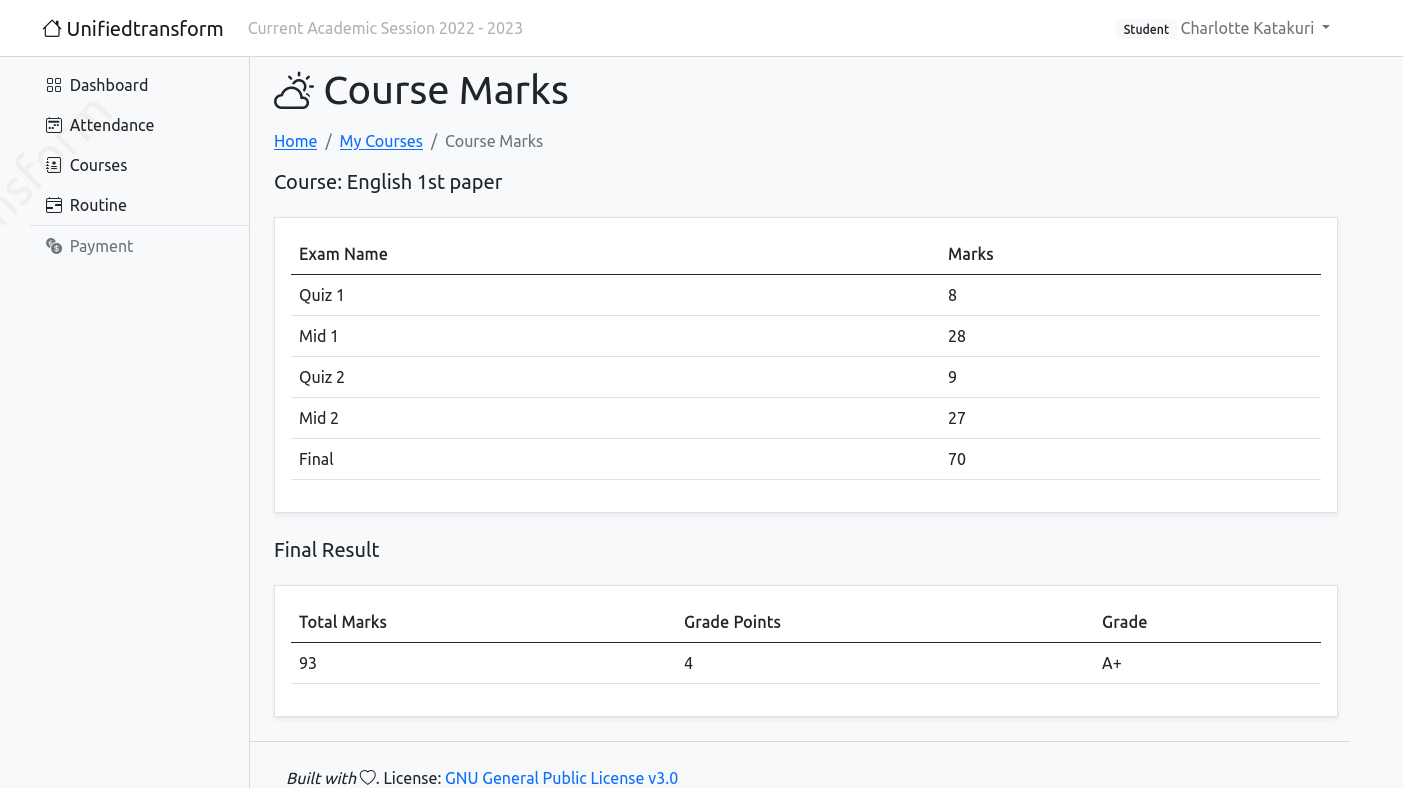 Unifiedtransform Current Academic Session 2022 - 2023 Student Charlotte Katakuri
Dashboard
Attendance
Courses
Routine
Payment
nsform
Course Marks
Home / My Courses / Course Marks
Course: English 1st paper
Exam Name Marks
Quiz 1 8
Mid 1 28
Quiz 2 9
Mid 2 27
Final 70
Final Result
Total Marks Grade Points Grade
93 4 A+
Built with . License: GNU General Public License v3.0